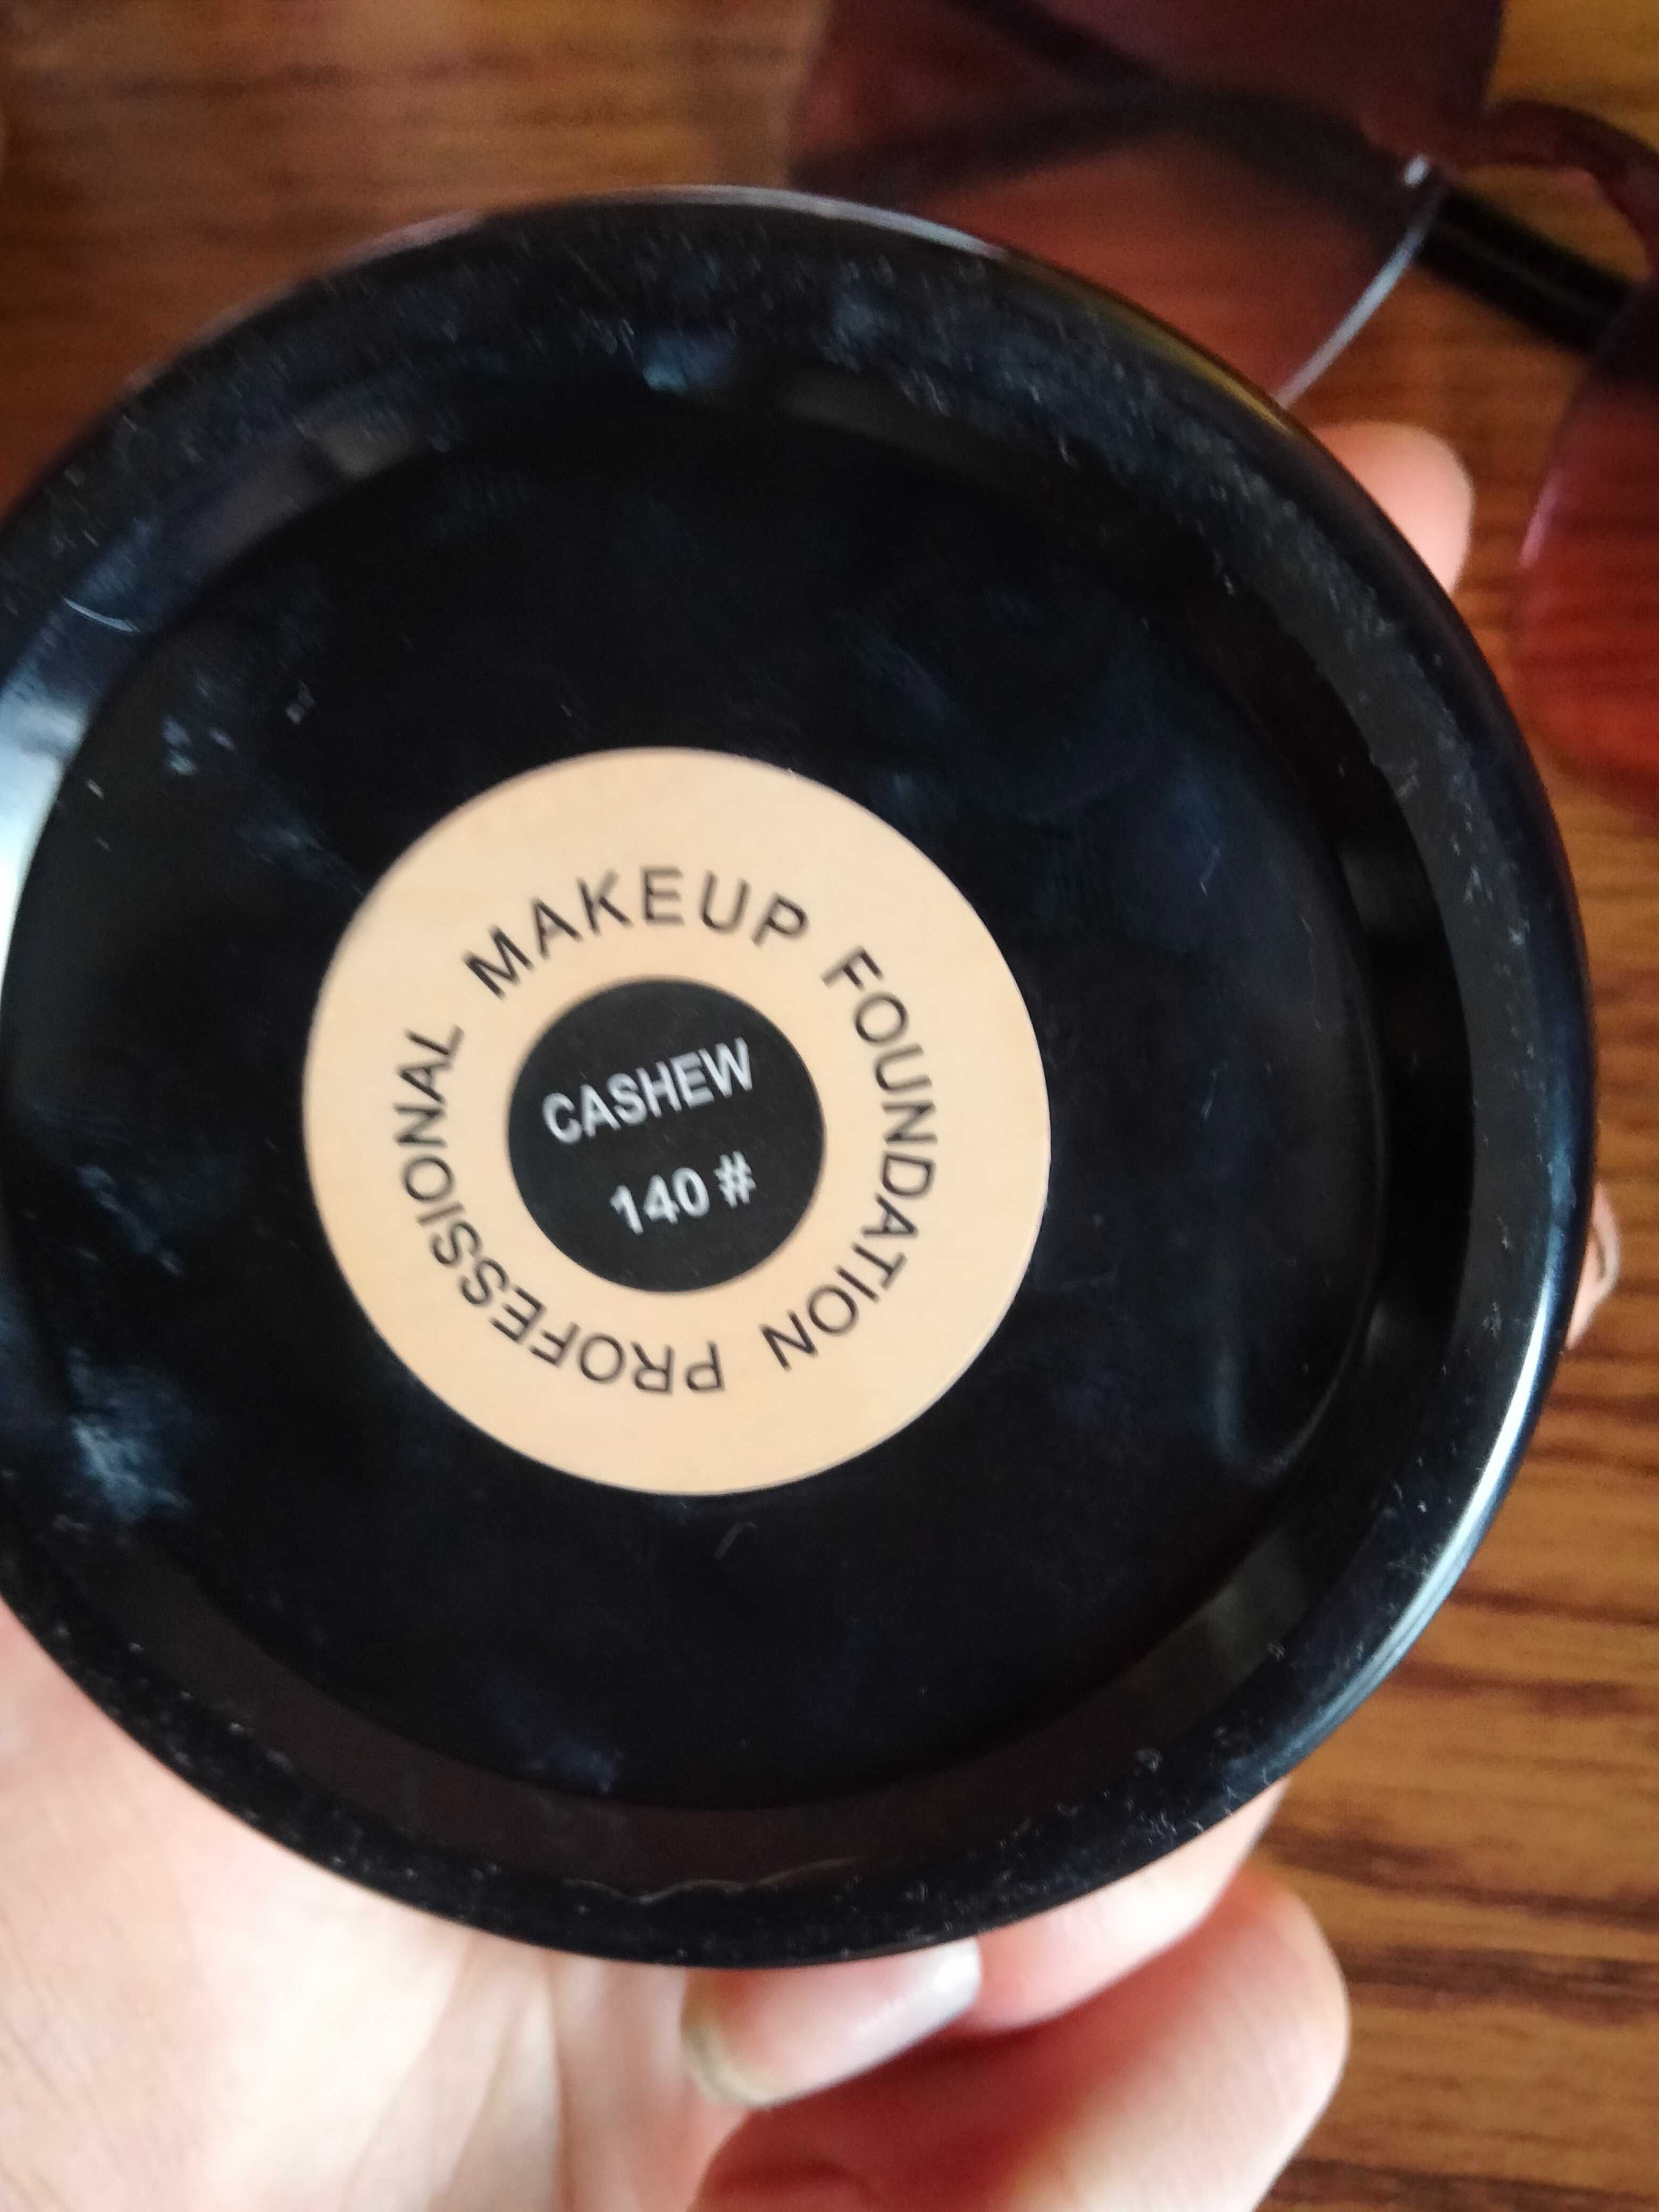 PROFESSIONAL MAKEUP FOUNDATION
CASHEW
140 #